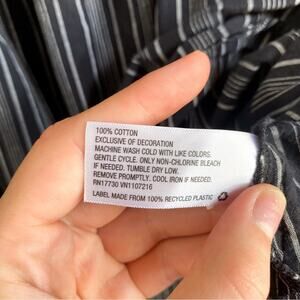 100% COTTON
EXCLUSIVE OF DECORATION
MACHINE WASH COLD WITH LIKE COLORS.
GENTLE CYCLE. ONLY NON-CHLORINE BLEACH
IF NEEDED. TUMBLE DRY LOW.
REMOVE PROMPTLY. COOL IRON IF NEEDED.
RN17730 VN1107216
LABEL MADE FROM 100% RECYCLED PLASTIC